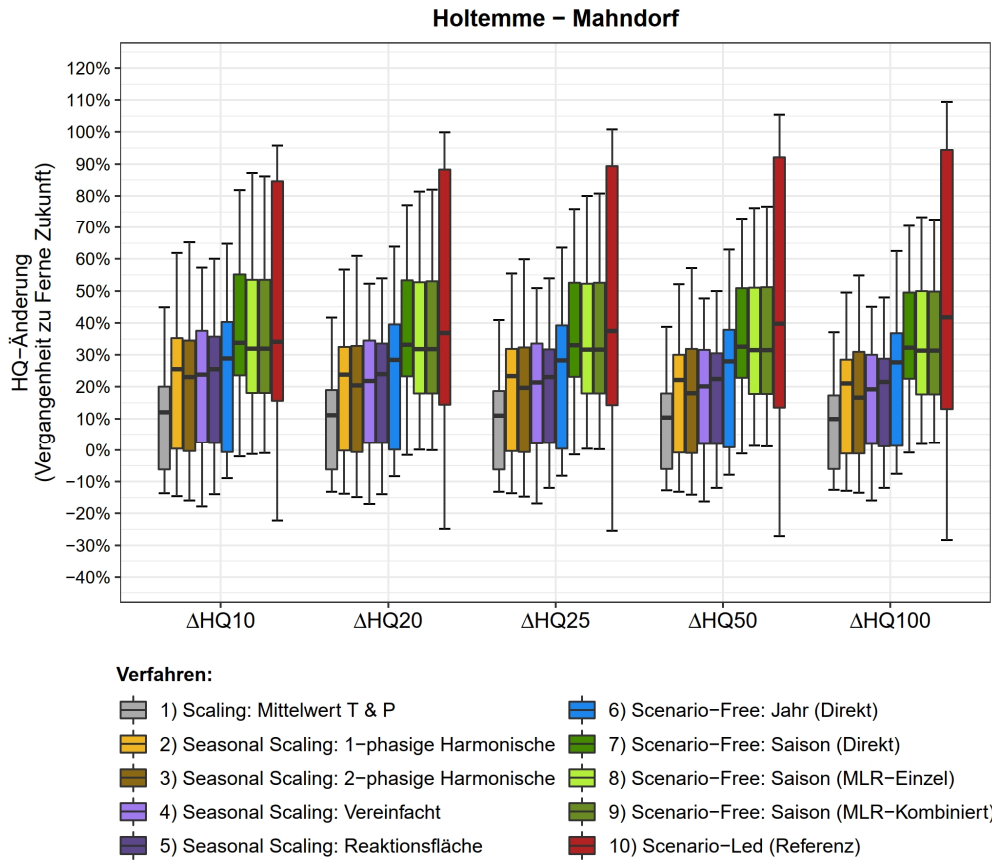 Holtemme − Mahndorf
HQ−Änderung
(Vergangenheit zu Ferne Zukunft)
120%
110%
100%
90%
80%
70%
60%
50%
40%
30%
20%
10%
0%
−10%
−20%
−30%
−40%
ΔHQ10 ΔHQ20 ΔHQ25 ΔHQ50 ΔHQ100
Verfahren:
1) Scaling: Mittelwert T & P
2) Seasonal Scaling: 1−phasige Harmonische
3) Seasonal Scaling: 2−phasige Harmonische
4) Seasonal Scaling: Vereinfacht
5) Seasonal Scaling: Reaktionsfläche
6) Scenario−Free: Jahr (Direkt)
7) Scenario−Free: Saison (Direkt)
8) Scenario−Free: Saison (MLR−Einzel)
9) Scenario−Free: Saison (MLR−Kombiniert)
10) Scenario−Led (Referenz)